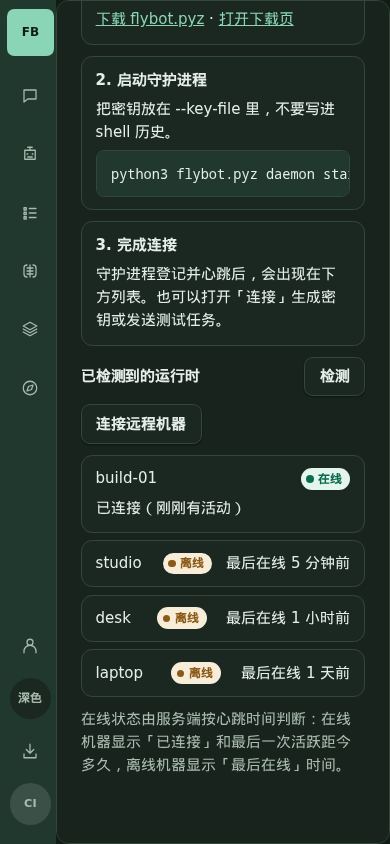 FB
下载 flybot.pyz · 打开下载页
2. 启动守护进程
把密钥放在 --key-file 里，不要写进
shell 历史。
python3 flybot.pyz daemon sta
3. 完成连接
守护进程登记并心跳后，会出现在下
方列表。也可以打开「连接」生成密
钥或发送测试任务。
已检测到的运行时
检测
连接远程机器
build-01
在线
已连接（刚刚有活动）
studio
离线
最后在线 5 分钟前
desk
离线
最后在线 1 小时前
laptop
离线
最后在线 1 天前
在线状态由服务端按心跳时间判断：在线
机器显示「已连接」和最后一次活跃距今
多久，离线机器显示「最后在线」时间。
深色
CI